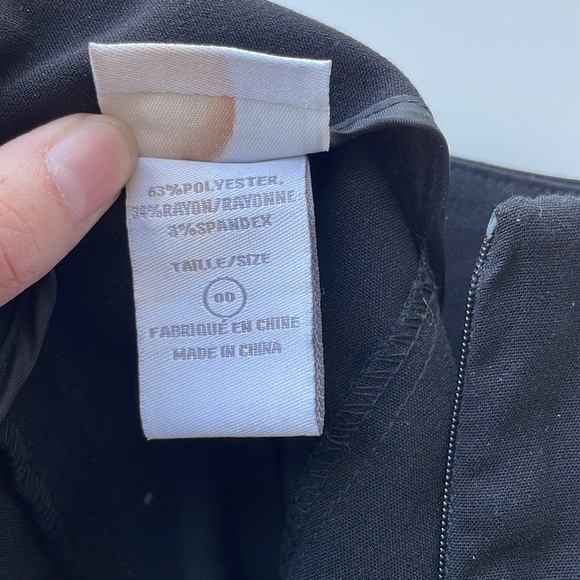 63%POLYESTER,
34%RAYON/RAYONNE
3%SPANDEX
TAILLE/SIZE
00
FABRIQUÉ EN CHINE
MADE IN CHINA